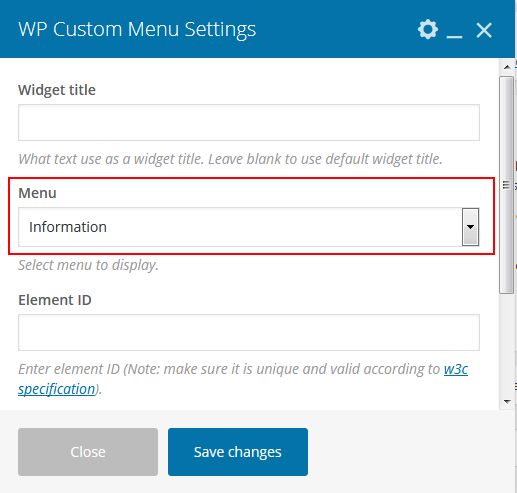 WP Custom Menu Settings
Widget title
What text use as a widget title. Leave blank to use default widget title.
Menu
Information
Select menu to display.
Element ID
Enter element ID (Note: make sure it is unique and valid according to w3c
specification).
Close
Save changes